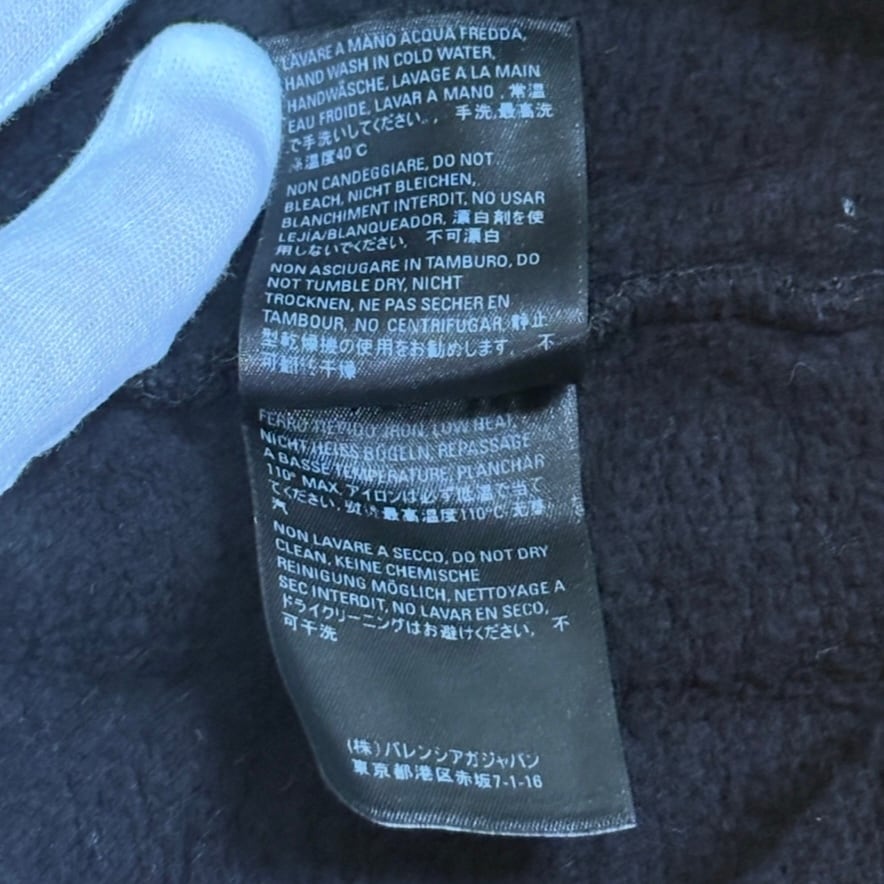 LAVARE A MANO ACQUA FREDDA,
HAND WASH IN COLD WATER,
HANDWÄSCHE, LAVAGE A LA MAIN
EAU FROIDE, LAVAR A MANO , 常温
で手洗いしてください。, 手洗,最高洗
涤温度40°C
NON CANDEGGIARE, DO NOT
BLEACH, NICHT BLEICHEN,
BLANCHIMENT INTERDIT, NO USAR
LEJÍA/BLANQUEADOR, 漂白剤を使
用しないでください, 不可漂白
NON ASCIUGARE IN TAMBURO, DO
NOT TUMBLE DRY, NICHT
TROCKNEN, NE PAS SECHER EN
TAMBOUR, NO CENTRIFUGAR, 静止
型乾燥機の使用をお勧めします, 不
可
FERRO TIEPIDO, IRON LOW HEAT,
NICHT HEISS BÜGELN, REPASSAGE
A BASSE TEMPERATURE, PLANCHAR
110° MAX, アイロンは必ず低温で当て
てください, 最高温度110°C,
汽
NON LAVARE A SECCO, DO NOT DRY
CLEAN, KEINE CHEMISCHE
REINIGUNG MÖGLICH, NETTOYAGE A
SEC INTERDIT, NO LAVAR EN SECO,
ドライクリーニングはお避けください, 不
可干洗
(株)バレンシアガジャパン
東京都港区赤坂7-1-16